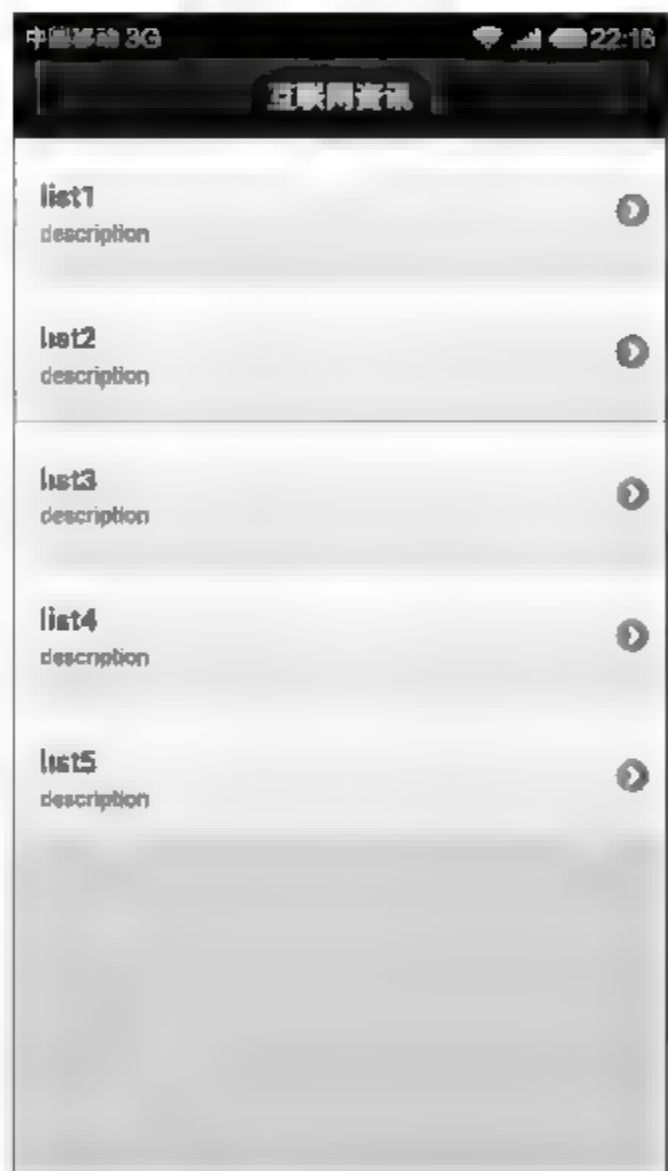 中国移动 3G 22:16
互联网资讯
list1
description
list2
description
list3
description
list4
description
list5
description